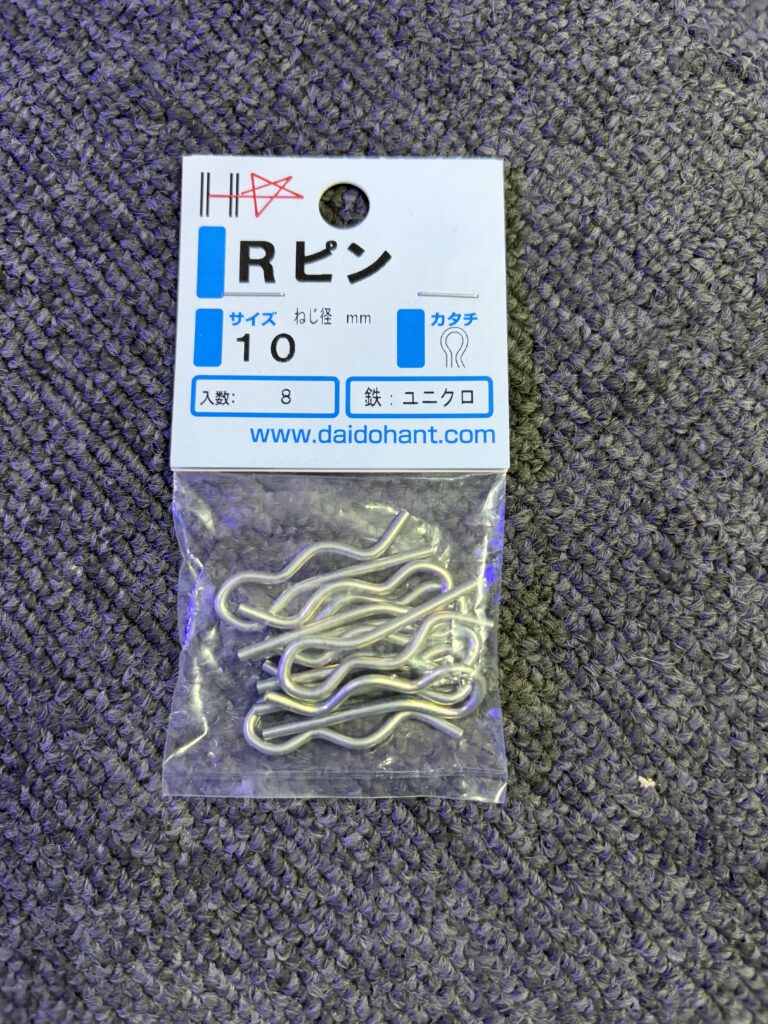 Rピン
サイズ ねじ径 mm カタチ
10
入数: 8 鉄:ユニクロ
www.daidohant.com